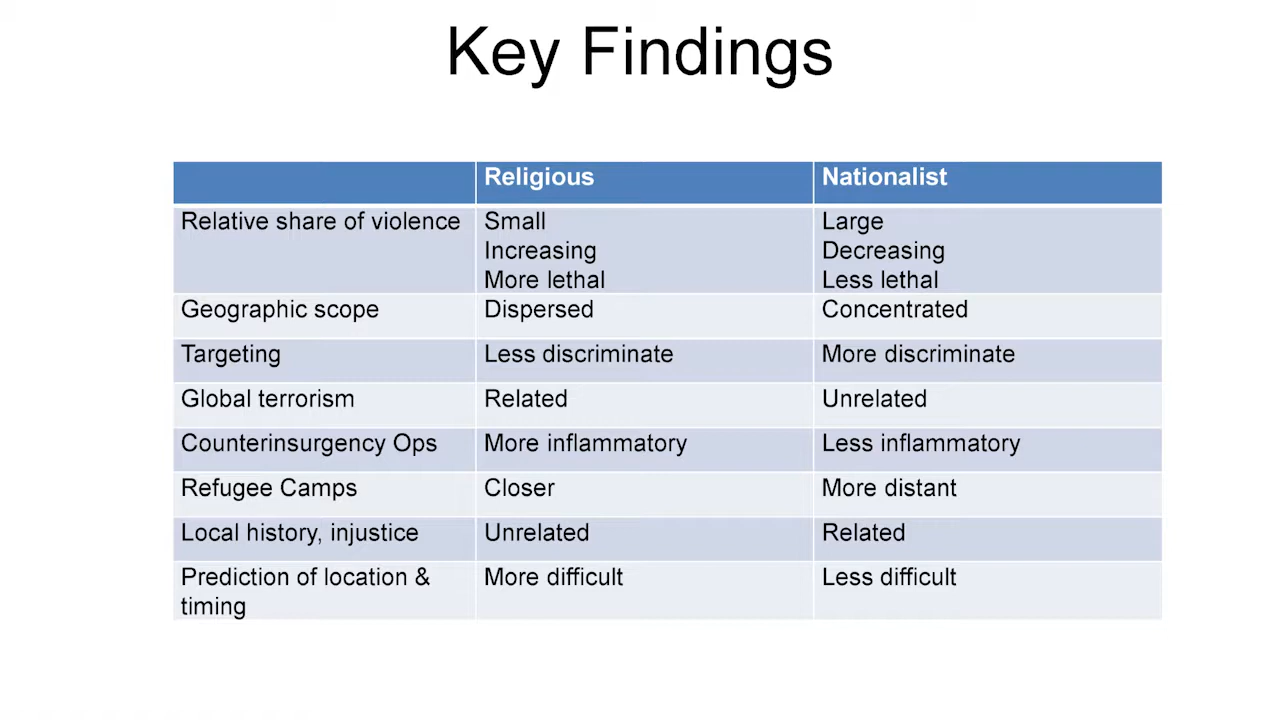 Key Findings
Religious Nationalist
Relative share of violence Small Large
Increasing Decreasing
More lethal Less lethal
Geographic scope Dispersed Concentrated
Targeting Less discriminate More discriminate
Global terrorism Related Unrelated
Counterinsurgency Ops More inflammatory Less inflammatory
Refugee Camps Closer More distant
Local history, injustice Unrelated Related
Prediction of location & More difficult Less difficult
timing